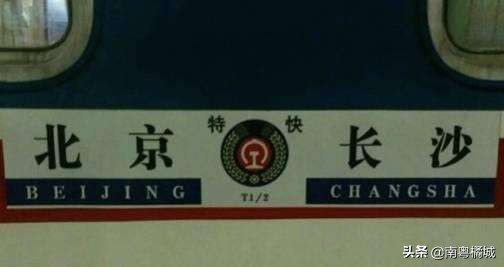 特 快
北京 长沙
BEIJING CHANGSHA
T1/2
头条 @南粤橘城